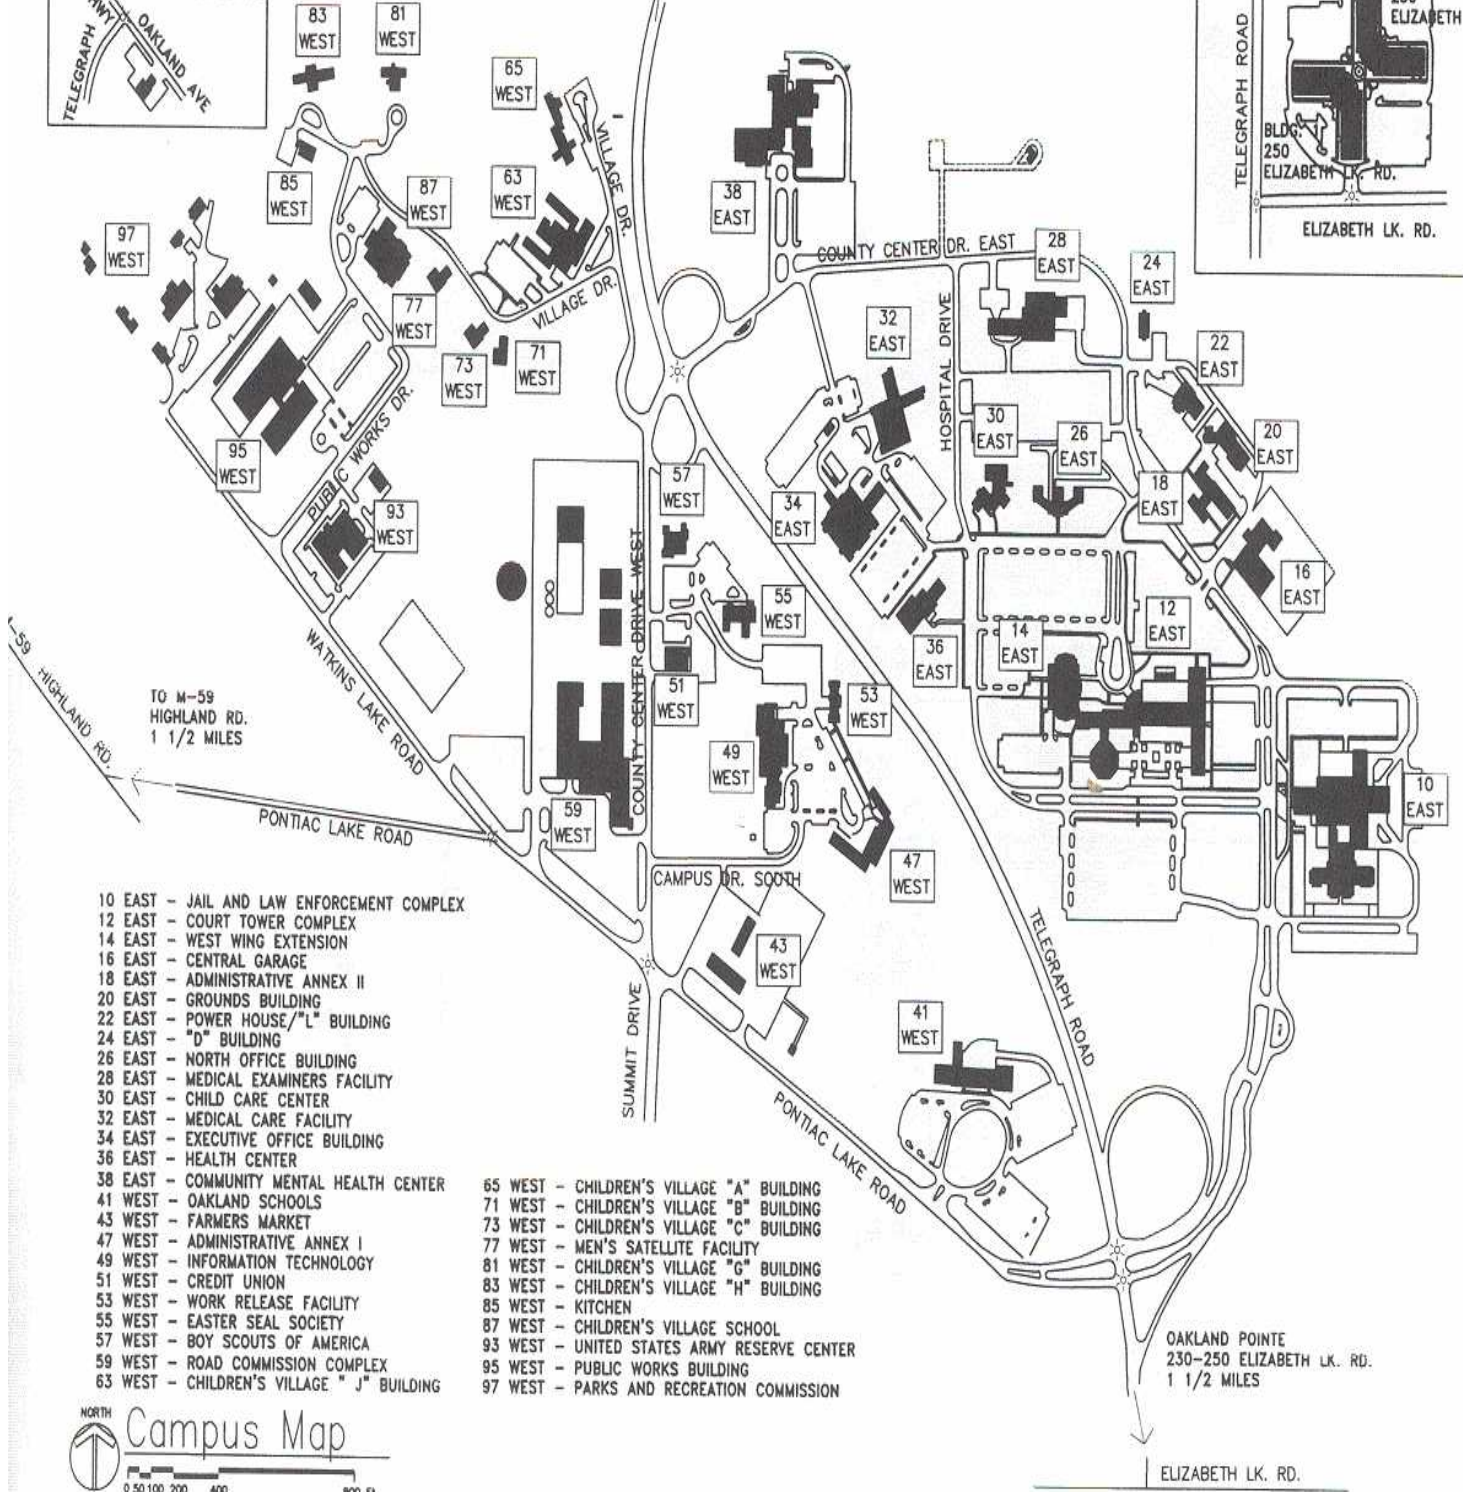 OAKLAND AVE
TELEGRAPH
HWY
83
WEST
81
WEST
65
WEST
VILLAGE DR.
38
EAST
TELEGRAPH ROAD
ELIZABETH
BLDG.
250
ELIZABETH LK. RD.
ELIZABETH LK. RD.
85
WEST
87
WEST
63
WEST
97
WEST
COUNTY CENTER DR. EAST
28
EAST
24
EAST
77
WEST
VILLAGE DR.
73
WEST
71
WEST
32
EAST
HOSPITAL DRIVE
22
EAST
95
WEST
PUBLIC WORKS DR.
93
WEST
57
WEST
34
EAST
30
EAST
26
EAST
18
EAST
20
EAST
16
EAST
COUNTY CENTER DRIVE WEST
55
WEST
36
EAST
14
EAST
12
EAST
-59 HIGHLAND RD.
TO M-59
HIGHLAND RD.
1 1/2 MILES
WATKINS LAKE ROAD
51
WEST
53
WEST
49
WEST
10
EAST
PONTIAC LAKE ROAD
59
WEST
CAMPUS DR. SOUTH
47
WEST
43
WEST
TELEGRAPH ROAD
41
WEST
SUMMIT DRIVE
PONTIAC LAKE ROAD
10 EAST - JAIL AND LAW ENFORCEMENT COMPLEX
12 EAST - COURT TOWER COMPLEX
14 EAST - WEST WING EXTENSION
16 EAST - CENTRAL GARAGE
18 EAST - ADMINISTRATIVE ANNEX II
20 EAST - GROUNDS BUILDING
22 EAST - POWER HOUSE/"L" BUILDING
24 EAST - "D" BUILDING
26 EAST - NORTH OFFICE BUILDING
28 EAST - MEDICAL EXAMINERS FACILITY
30 EAST - CHILD CARE CENTER
32 EAST - MEDICAL CARE FACILITY
34 EAST - EXECUTIVE OFFICE BUILDING
36 EAST - HEALTH CENTER
38 EAST - COMMUNITY MENTAL HEALTH CENTER
41 WEST - OAKLAND SCHOOLS
43 WEST - FARMERS MARKET
47 WEST - ADMINISTRATIVE ANNEX I
49 WEST - INFORMATION TECHNOLOGY
51 WEST - CREDIT UNION
53 WEST - WORK RELEASE FACILITY
55 WEST - EASTER SEAL SOCIETY
57 WEST - BOY SCOUTS OF AMERICA
59 WEST - ROAD COMMISSION COMPLEX
63 WEST - CHILDREN'S VILLAGE " J" BUILDING
65 WEST - CHILDREN'S VILLAGE "A" BUILDING
71 WEST - CHILDREN'S VILLAGE "B" BUILDING
73 WEST - CHILDREN'S VILLAGE "C" BUILDING
77 WEST - MEN'S SATELLITE FACILITY
81 WEST - CHILDREN'S VILLAGE "G" BUILDING
83 WEST - CHILDREN'S VILLAGE "H" BUILDING
85 WEST - KITCHEN
87 WEST - CHILDREN'S VILLAGE SCHOOL
93 WEST - UNITED STATES ARMY RESERVE CENTER
95 WEST - PUBLIC WORKS BUILDING
97 WEST - PARKS AND RECREATION COMMISSION
OAKLAND POINTE
230-250 ELIZABETH LK. RD.
1 1/2 MILES
NORTH
Campus Map
0 50 100 200 400
ELIZABETH LK. RD.